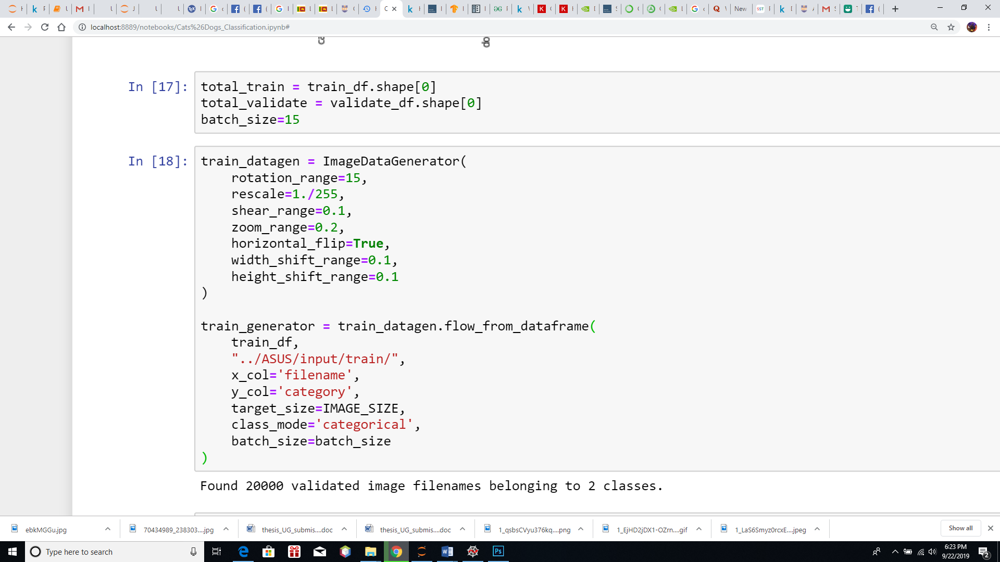 New
localhost:8889/notebooks/Cats%26Dogs_Classification.ipynb#
In [17]:
total_train = train_df.shape[0]
total_validate = validate_df.shape[0]
batch_size=15
In [18]:
train_datagen = ImageDataGenerator(
rotation_range=15,
rescale=1./255,
shear_range=0.1,
zoom_range=0.2,
horizontal_flip=True,
width_shift_range=0.1,
height_shift_range=0.1
)
train_generator = train_datagen.flow_from_dataframe(
train_df,
"../ASUS/input/train/",
x_col='filename',
y_col='category',
target_size=IMAGE_SIZE,
class_mode='categorical',
batch_size=batch_size
)
Found 20000 validated image filenames belonging to 2 classes.
ebkMGGu.jpg
70434989_238303....jpg
thesis_UG_submis....doc
thesis_UG_submis....doc
1_qsbsCVyu376kq....png
1_EjHD2jDX1-OZrn....gif
1_LaS6Smyz0rcxE....jpeg
Show all
Type here to search
6:23 PM
9/22/2019
2